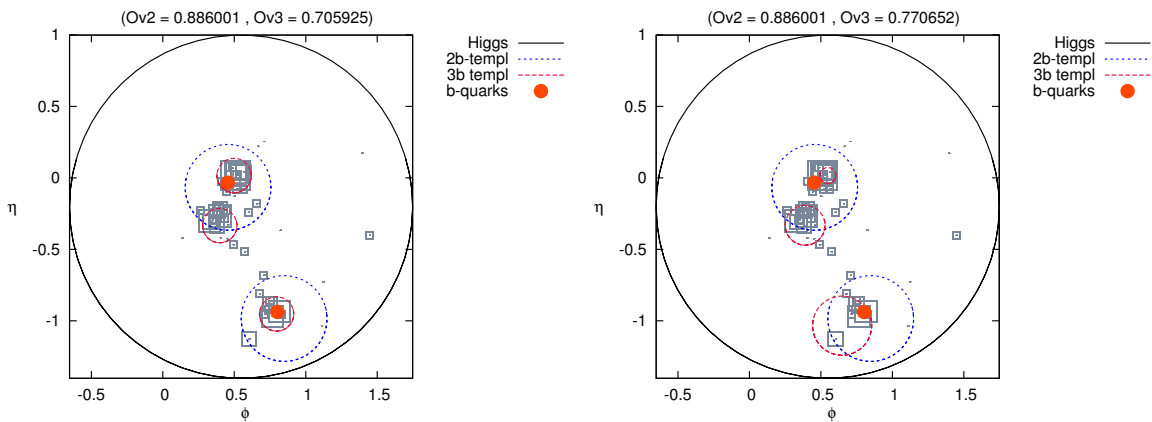 (Ov2 = 0.886001 , Ov3 = 0.705925)
Higgs
2b-templ
3b templ
b-quarks
1
0.5
0
-0.5
-1
η
-0.5 0 0.5 1 1.5
ϕ
(Ov2 = 0.886001 , Ov3 = 0.770652)
Higgs
2b-templ
3b templ
b-quarks
1
0.5
0
-0.5
-1
η
-0.5 0 0.5 1 1.5
ϕ